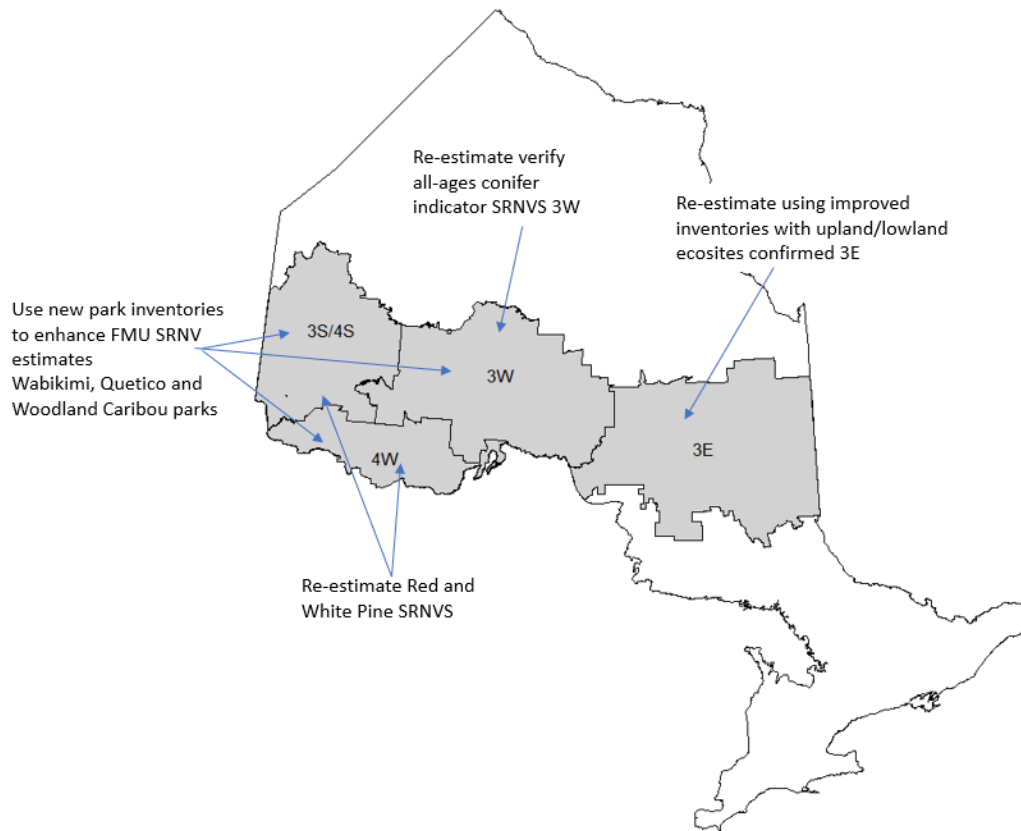 Re-estimate verify
all-ages conifer
indicator SRNVS 3W
Re-estimate using improved
inventories with upland/lowland
ecosites confirmed 3E
Use new park inventories
to enhance FMU SRNV
estimates
Wabikimi, Quetico and
Woodland Caribou parks
3S/4S
3W
4W
3E
Re-estimate Red and
White Pine SRNVS